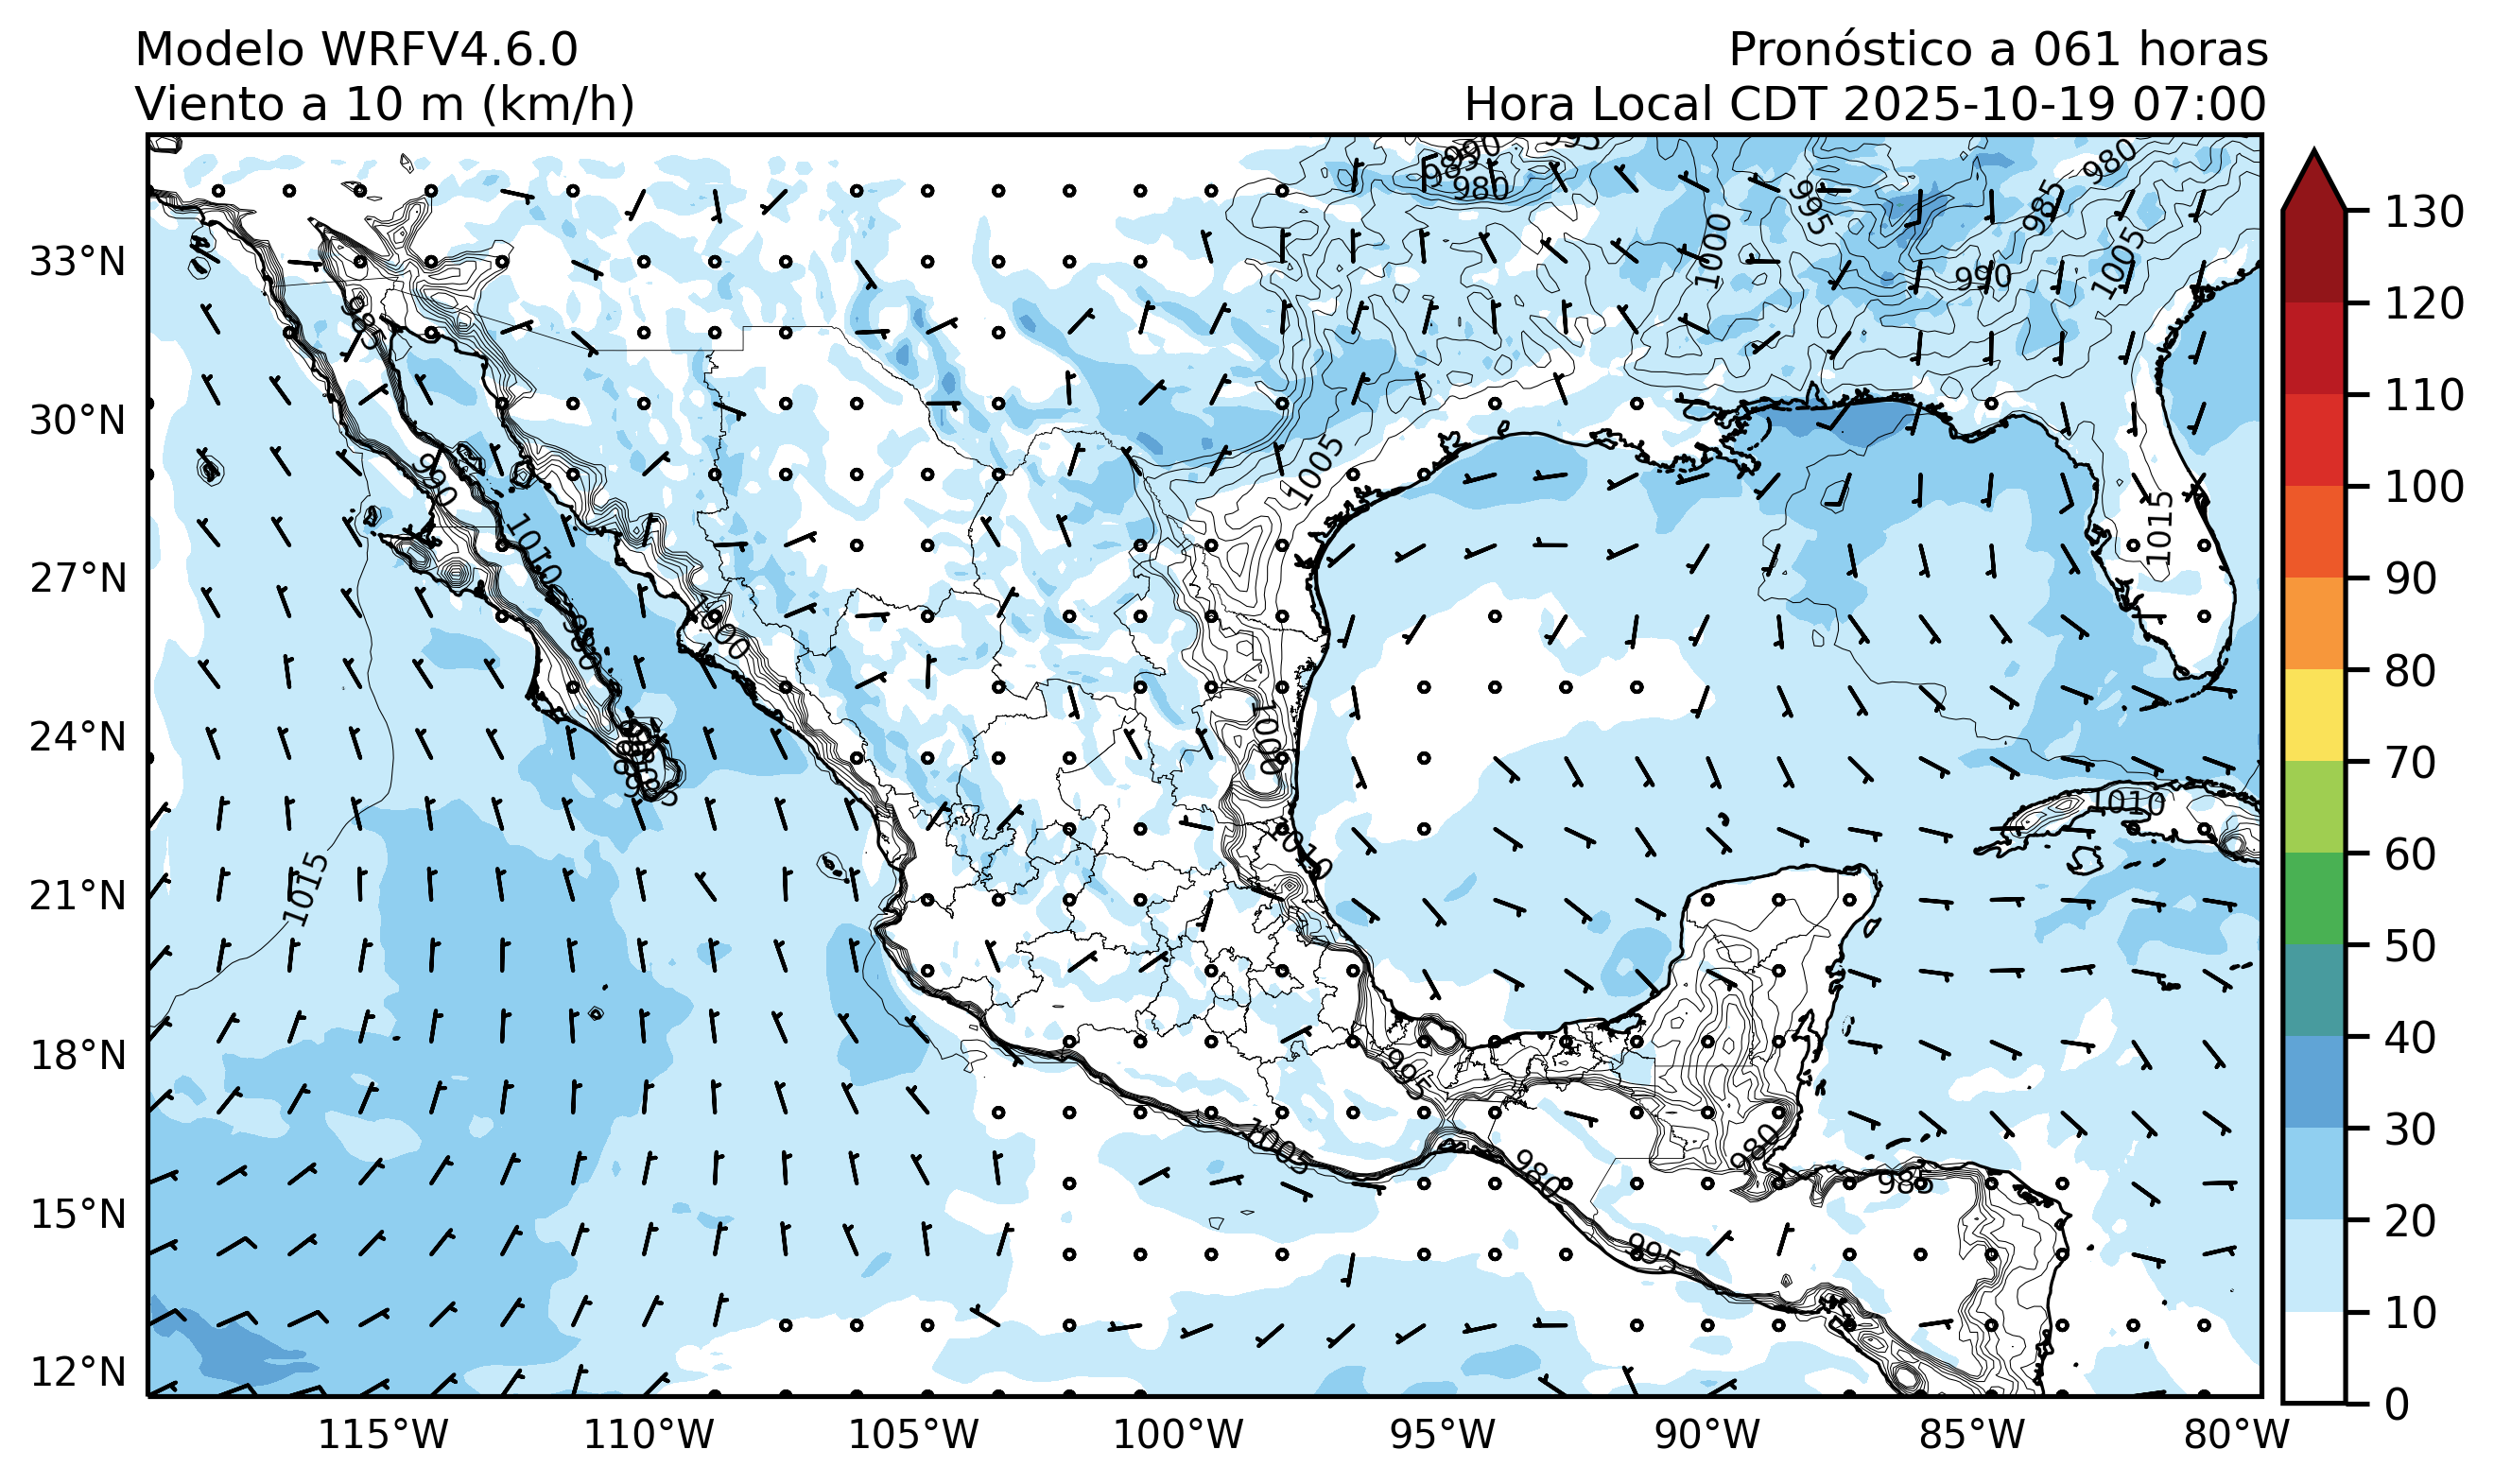 Modelo WRFV4.6.0
Viento a 10 m (km/h)
Pronóstico a 061 horas
Hora Local CDT 2025-10-19 07:00
33°N
30°N
27°N
24°N
21°N
18°N
15°N
12°N
115°W
110°W
105°W
100°W
95°W
90°W
85°W
80°W
130
120
110
100
90
80
70
60
50
40
30
20
10
0
990
995
980
985
980
995
985
1000
990
1005
985
990
1010
1000
1005
1015
1000
1010
1010
1015
995
1005
980
980
985
995